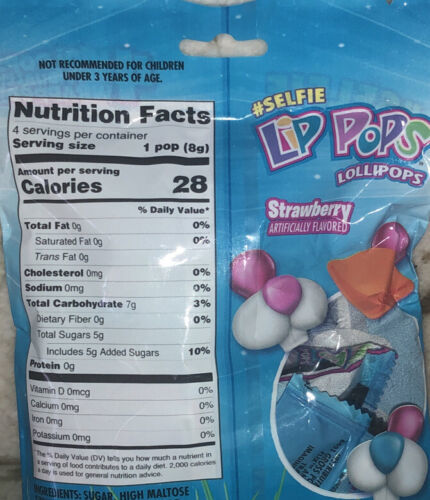 NOT RECOMMENDED FOR CHILDREN
UNDER 3 YEARS OF AGE.
Nutrition Facts
4 servings per container
Serving size 1 pop (8g)
Amount per serving
Calories 28
% Daily Value*
Total Fat 0g 0%
Saturated Fat 0g 0%
Trans Fat 0g
Cholesterol 0mg 0%
Sodium 0mg 0%
Total Carbohydrate 7g 3%
Dietary Fiber 0g 0%
Total Sugars 5g
Includes 5g Added Sugars 10%
Protein 0g
Vitamin D 0mcg 0%
Calcium 0mg 0%
Iron 0mg 0%
Potassium 0mg 0%
*The % Daily Value (DV) tells you how much a nutrient in
a serving of food contributes to a daily diet. 2,000 calories
a day is used for general nutrition advice.
INGREDIENTS: SUGAR, HIGH MALTOSE
#SELFIE
LIP POPS
LOLLIPOPS
Strawberry
ARTIFICIALLY FLAVORED